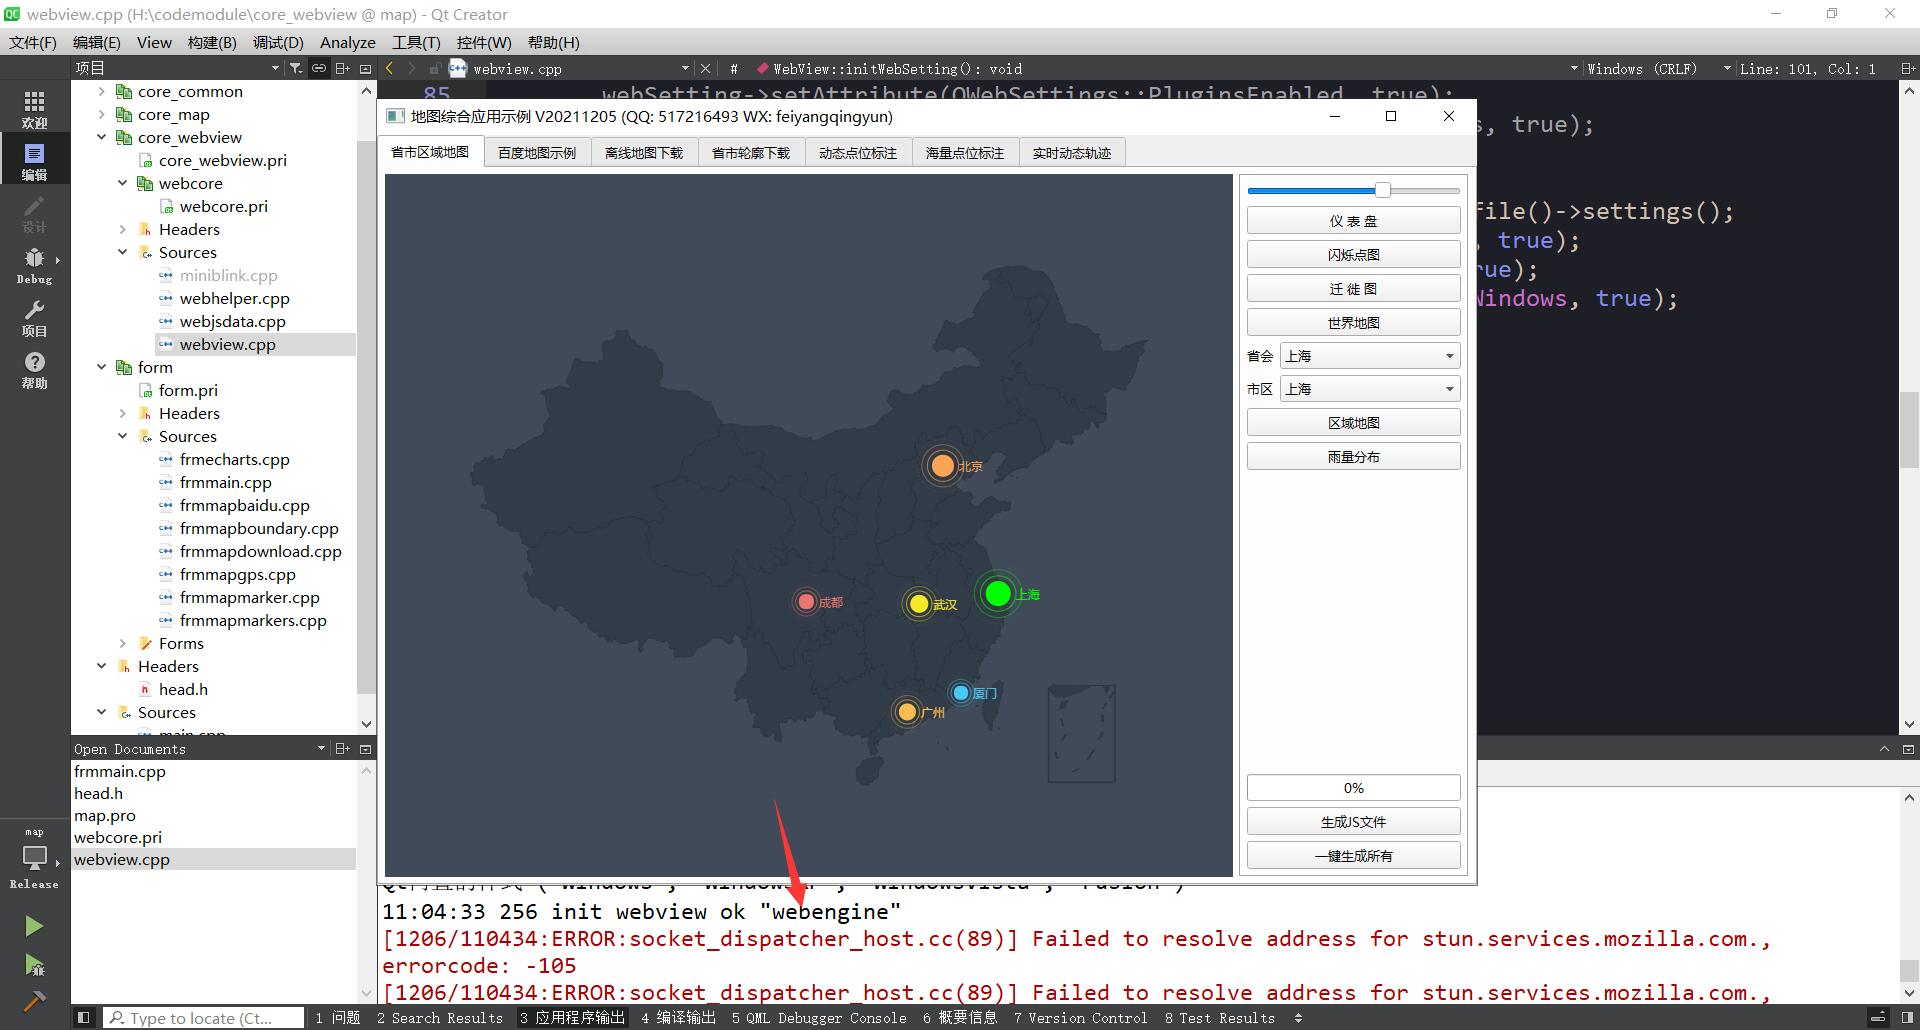 webview.cpp (H:\codemodule\core_webview @ map) - Qt Creator
文件(F) 编辑(E) View 构建(B) 调试(D) Analyze 工具(T) 控件(W) 帮助(H)
项目
webview.cpp
# WebView::initWebSetting(): void
Windows (CRLF)
Line: 101, Col: 1
欢迎
编辑
设计
Debug
项目
帮助
map
Release
core_common
core_map
core_webview
core_webview.pri
webcore
webcore.pri
Headers
Sources
miniblink.cpp
webhelper.cpp
webjsdata.cpp
webview.cpp
form
form.pri
Headers
Sources
frmecharts.cpp
frmmain.cpp
frmmapbaidu.cpp
frmmapboundary.cpp
frmmapdownload.cpp
frmmapgps.cpp
frmmapmarker.cpp
frmmapmarkers.cpp
Forms
Headers
head.h
Sources
main.cpp
Open Documents
frmmain.cpp
head.h
map.pro
webcore.pri
webview.cpp
85 webSetting->setAttribute(QWebSettings::PluginsEnabled, true);
, true);
file()->settings();
, true);
rue);
Windows, true);
地图综合应用示例 V20211205 (QQ: 517216493 WX: feiyangqingyun)
省市区域地图 百度地图示例 离线地图下载 省市轮廓下载 动态点位标注 海量点位标注 实时动态轨迹
北京
成都
武汉
上海
厦门
广州
仪 表 盘
闪烁点图
迁 徙 图
世界地图
省会 上海
市区 上海
区域地图
雨量分布
0%
生成JS文件
一键生成所有
11:04:33 256 init webview ok "webengine"
[1206/110434:ERROR:socket_dispatcher_host.cc(89)] Failed to resolve address for stun.services.mozilla.com.,
errorcode: -105
[1206/110434:ERROR:socket_dispatcher_host.cc(89)] Failed to resolve address for stun.services.mozilla.com.,
Type to locate (Ct...
1 问题 2 Search Results 3 应用程序输出 4 编译输出 5 QML Debugger Console 6 概要信息 7 Version Control 8 Test Results